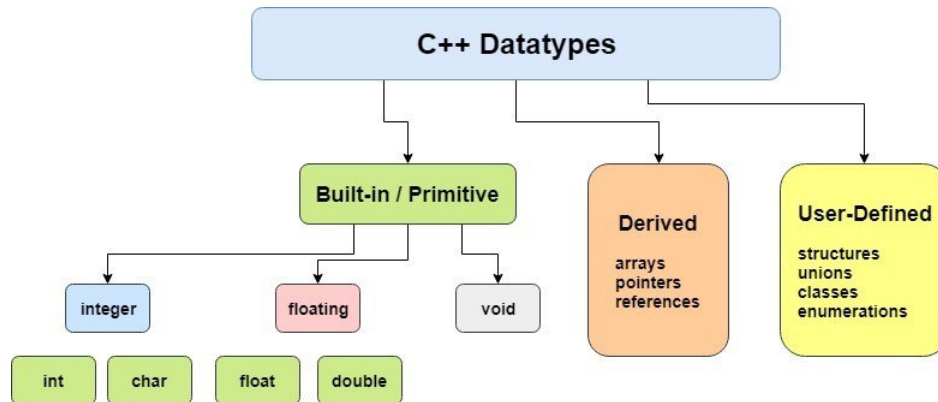 C++ Datatypes
Built-in / Primitive
Derived
arrays
pointers
references
User-Defined
structures
unions
classes
enumerations
integer
floating
void
int
char
float
double